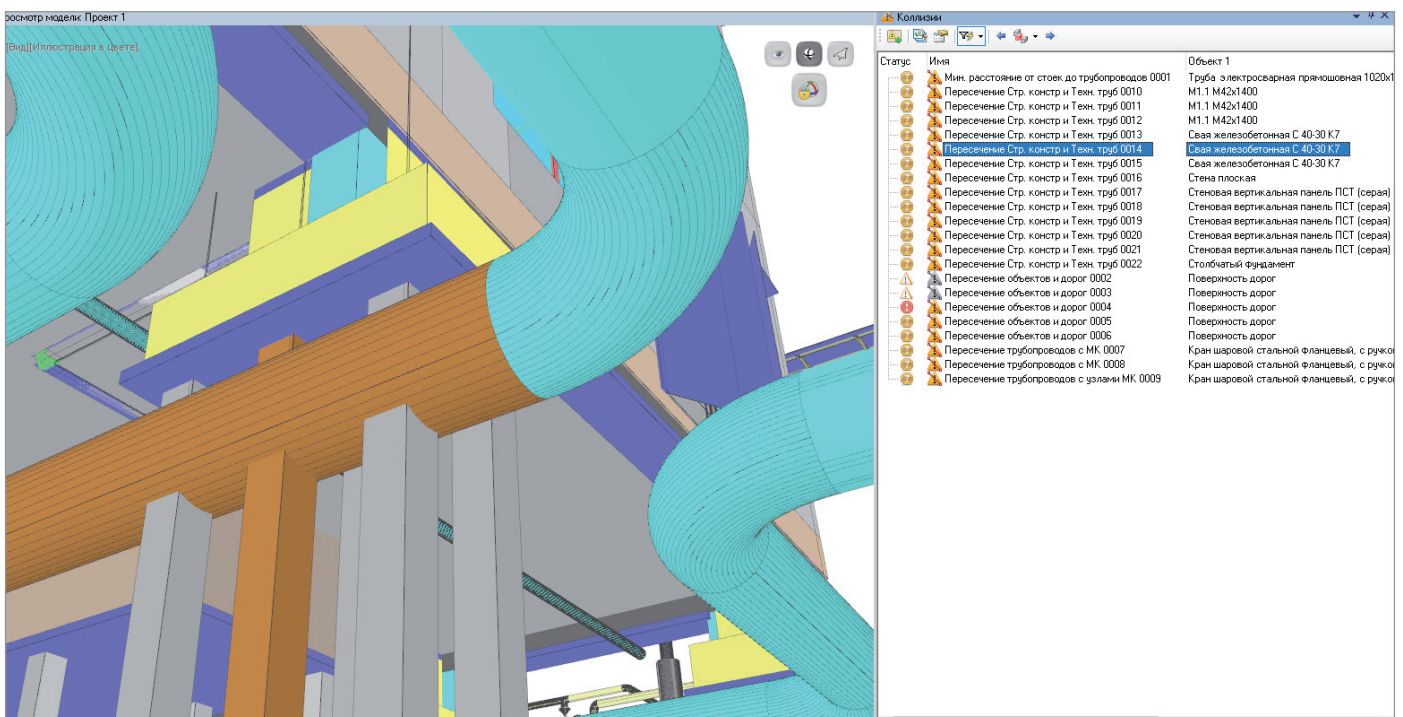 росмотр модели: Проект 1
[Вид][Иллюстрация в цвете]
Коллизии
Статус Имя Объект 1
Мин. расстояние от стоек до трубопроводов 0001 Труба электросварная прямошовная 1020х1
Пересечение Стр. констр и Техн. труб 0010 М1.1 М42х1400
Пересечение Стр. констр и Техн. труб 0011 М1.1 М42х1400
Пересечение Стр. констр и Техн. труб 0012 М1.1 М42х1400
Пересечение Стр. констр и Техн. труб 0013 Свая железобетонная С 40-30 К7
Пересечение Стр. констр и Техн. труб 0014 Свая железобетонная С 40-30 К7
Пересечение Стр. констр и Техн. труб 0015 Свая железобетонная С 40-30 К7
Пересечение Стр. констр и Техн. труб 0016 Стена плоская
Пересечение Стр. констр и Техн. труб 0017 Стеновая вертикальная панель ПСТ (серая)
Пересечение Стр. констр и Техн. труб 0018 Стеновая вертикальная панель ПСТ (серая)
Пересечение Стр. констр и Техн. труб 0019 Стеновая вертикальная панель ПСТ (серая)
Пересечение Стр. констр и Техн. труб 0020 Стеновая вертикальная панель ПСТ (серая)
Пересечение Стр. констр и Техн. труб 0021 Стеновая вертикальная панель ПСТ (серая)
Пересечение Стр. констр и Техн. труб 0022 Столбчатый фундамент
Пересечение объектов и дорог 0002 Поверхность дорог
Пересечение объектов и дорог 0003 Поверхность дорог
Пересечение объектов и дорог 0004 Поверхность дорог
Пересечение объектов и дорог 0005 Поверхность дорог
Пересечение объектов и дорог 0006 Поверхность дорог
Пересечение трубопроводов с МК 0007 Кран шаровой стальной фланцевый, с ручко
Пересечение трубопроводов с МК 0008 Кран шаровой стальной фланцевый, с ручко
Пересечение трубопроводов с узлами МК 0009 Кран шаровой стальной фланцевый, с ручко